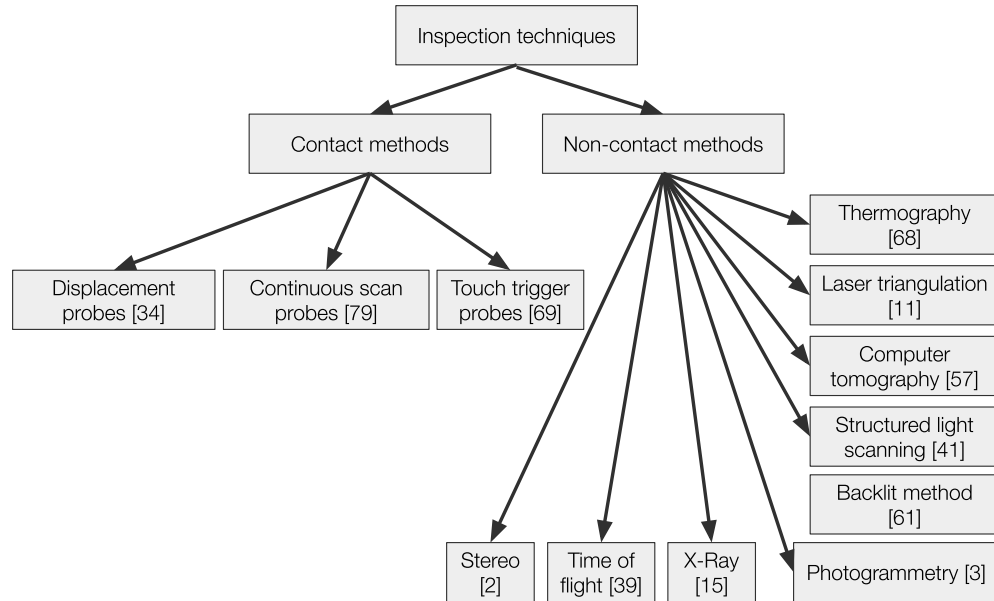 Inspection techniques
Contact methods
Non-contact methods
Displacement
probes [34]
Continuous scan
probes [79]
Touch trigger
probes [69]
Thermography
[68]
Laser triangulation
[11]
Computer
tomography [57]
Structured light
scanning [41]
Backlit method
[61]
Stereo
[2]
Time of
flight [39]
X-Ray
[15]
Photogrammetry [3]